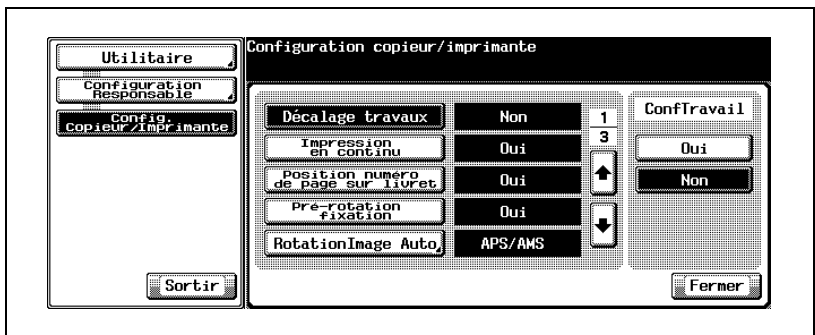 Utilitaire
Configuration
Responsable
Config.
Copieur/Imprimante
Sortir
Configuration copieur/imprimante
Décalage travaux Non
Impression
en continu Oui
Position numéro
de page sur livret Oui
Pré-rotation
fixation Oui
RotationImage Auto APS/AMS
1
3
ConfTravail
Oui
Non
Fermer